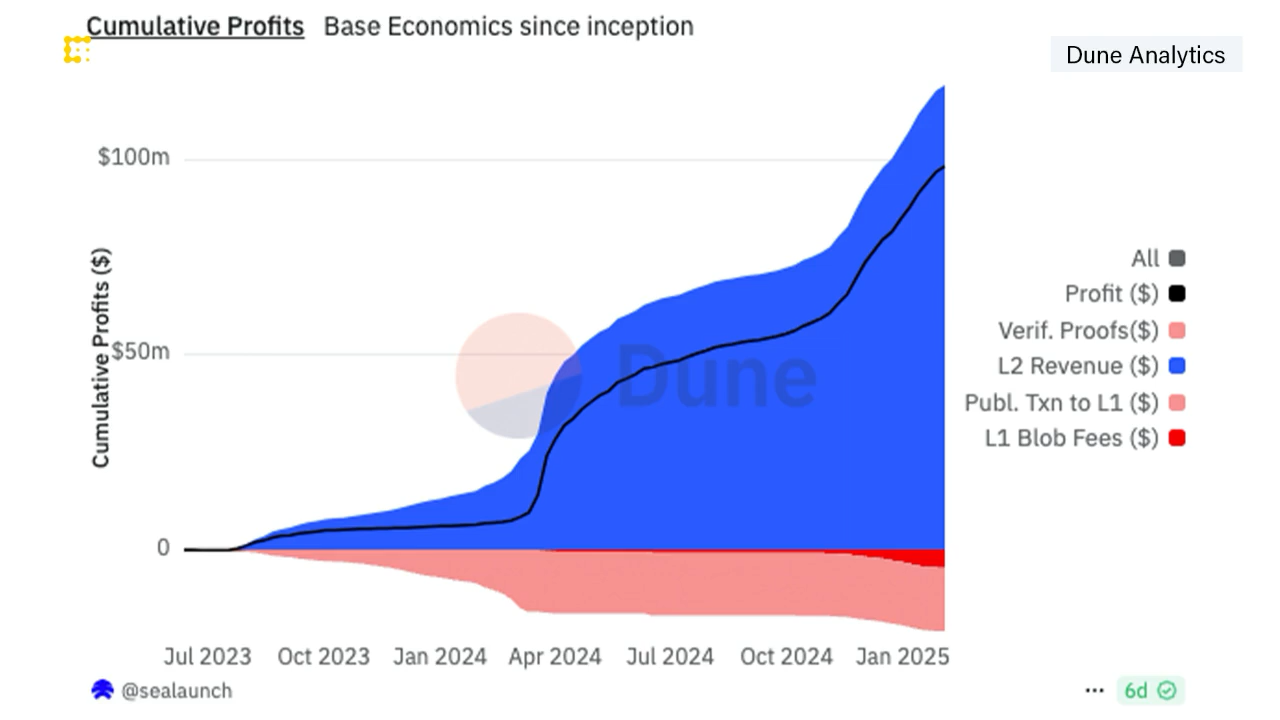 Cumulative Profits Base Economics since inception
Dune Analytics
$100m
$50m
0
Cumulative Profits ($)
Dune
All
Profit ($)
Verif. Proofs($)
L2 Revenue ($)
Publ. Txn to L1 ($)
L1 Blob Fees ($)
Jul 2023 Oct 2023 Jan 2024 Apr 2024 Jul 2024 Oct 2024 Jan 2025
@sealaunch
... 6d